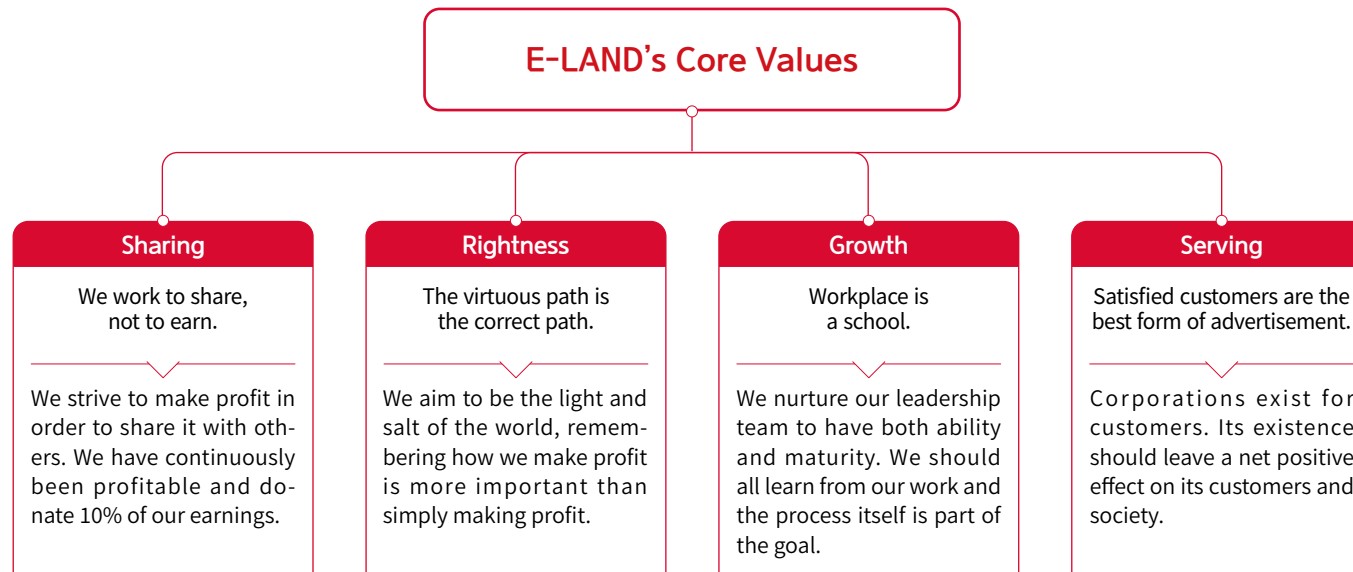 E-LAND's Core Values
Sharing
We work to share,
not to earn.
We strive to make profit in
order to share it with oth-
ers. We have continuously
been profitable and do-
nate 10% of our earnings.
Rightness
The virtuous path is
the correct path.
We aim to be the light and
salt of the world, remem-
bering how we make profit
is more important than
simply making profit.
Growth
Workplace is
a school.
We nurture our leadership
team to have both ability
and maturity. We should
all learn from our work and
the process itself is part of
the goal.
Serving
Satisfied customers are the
best form of advertisement.
Corporations exist for
customers. Its existence
should leave a net positive
effect on its customers and
society.